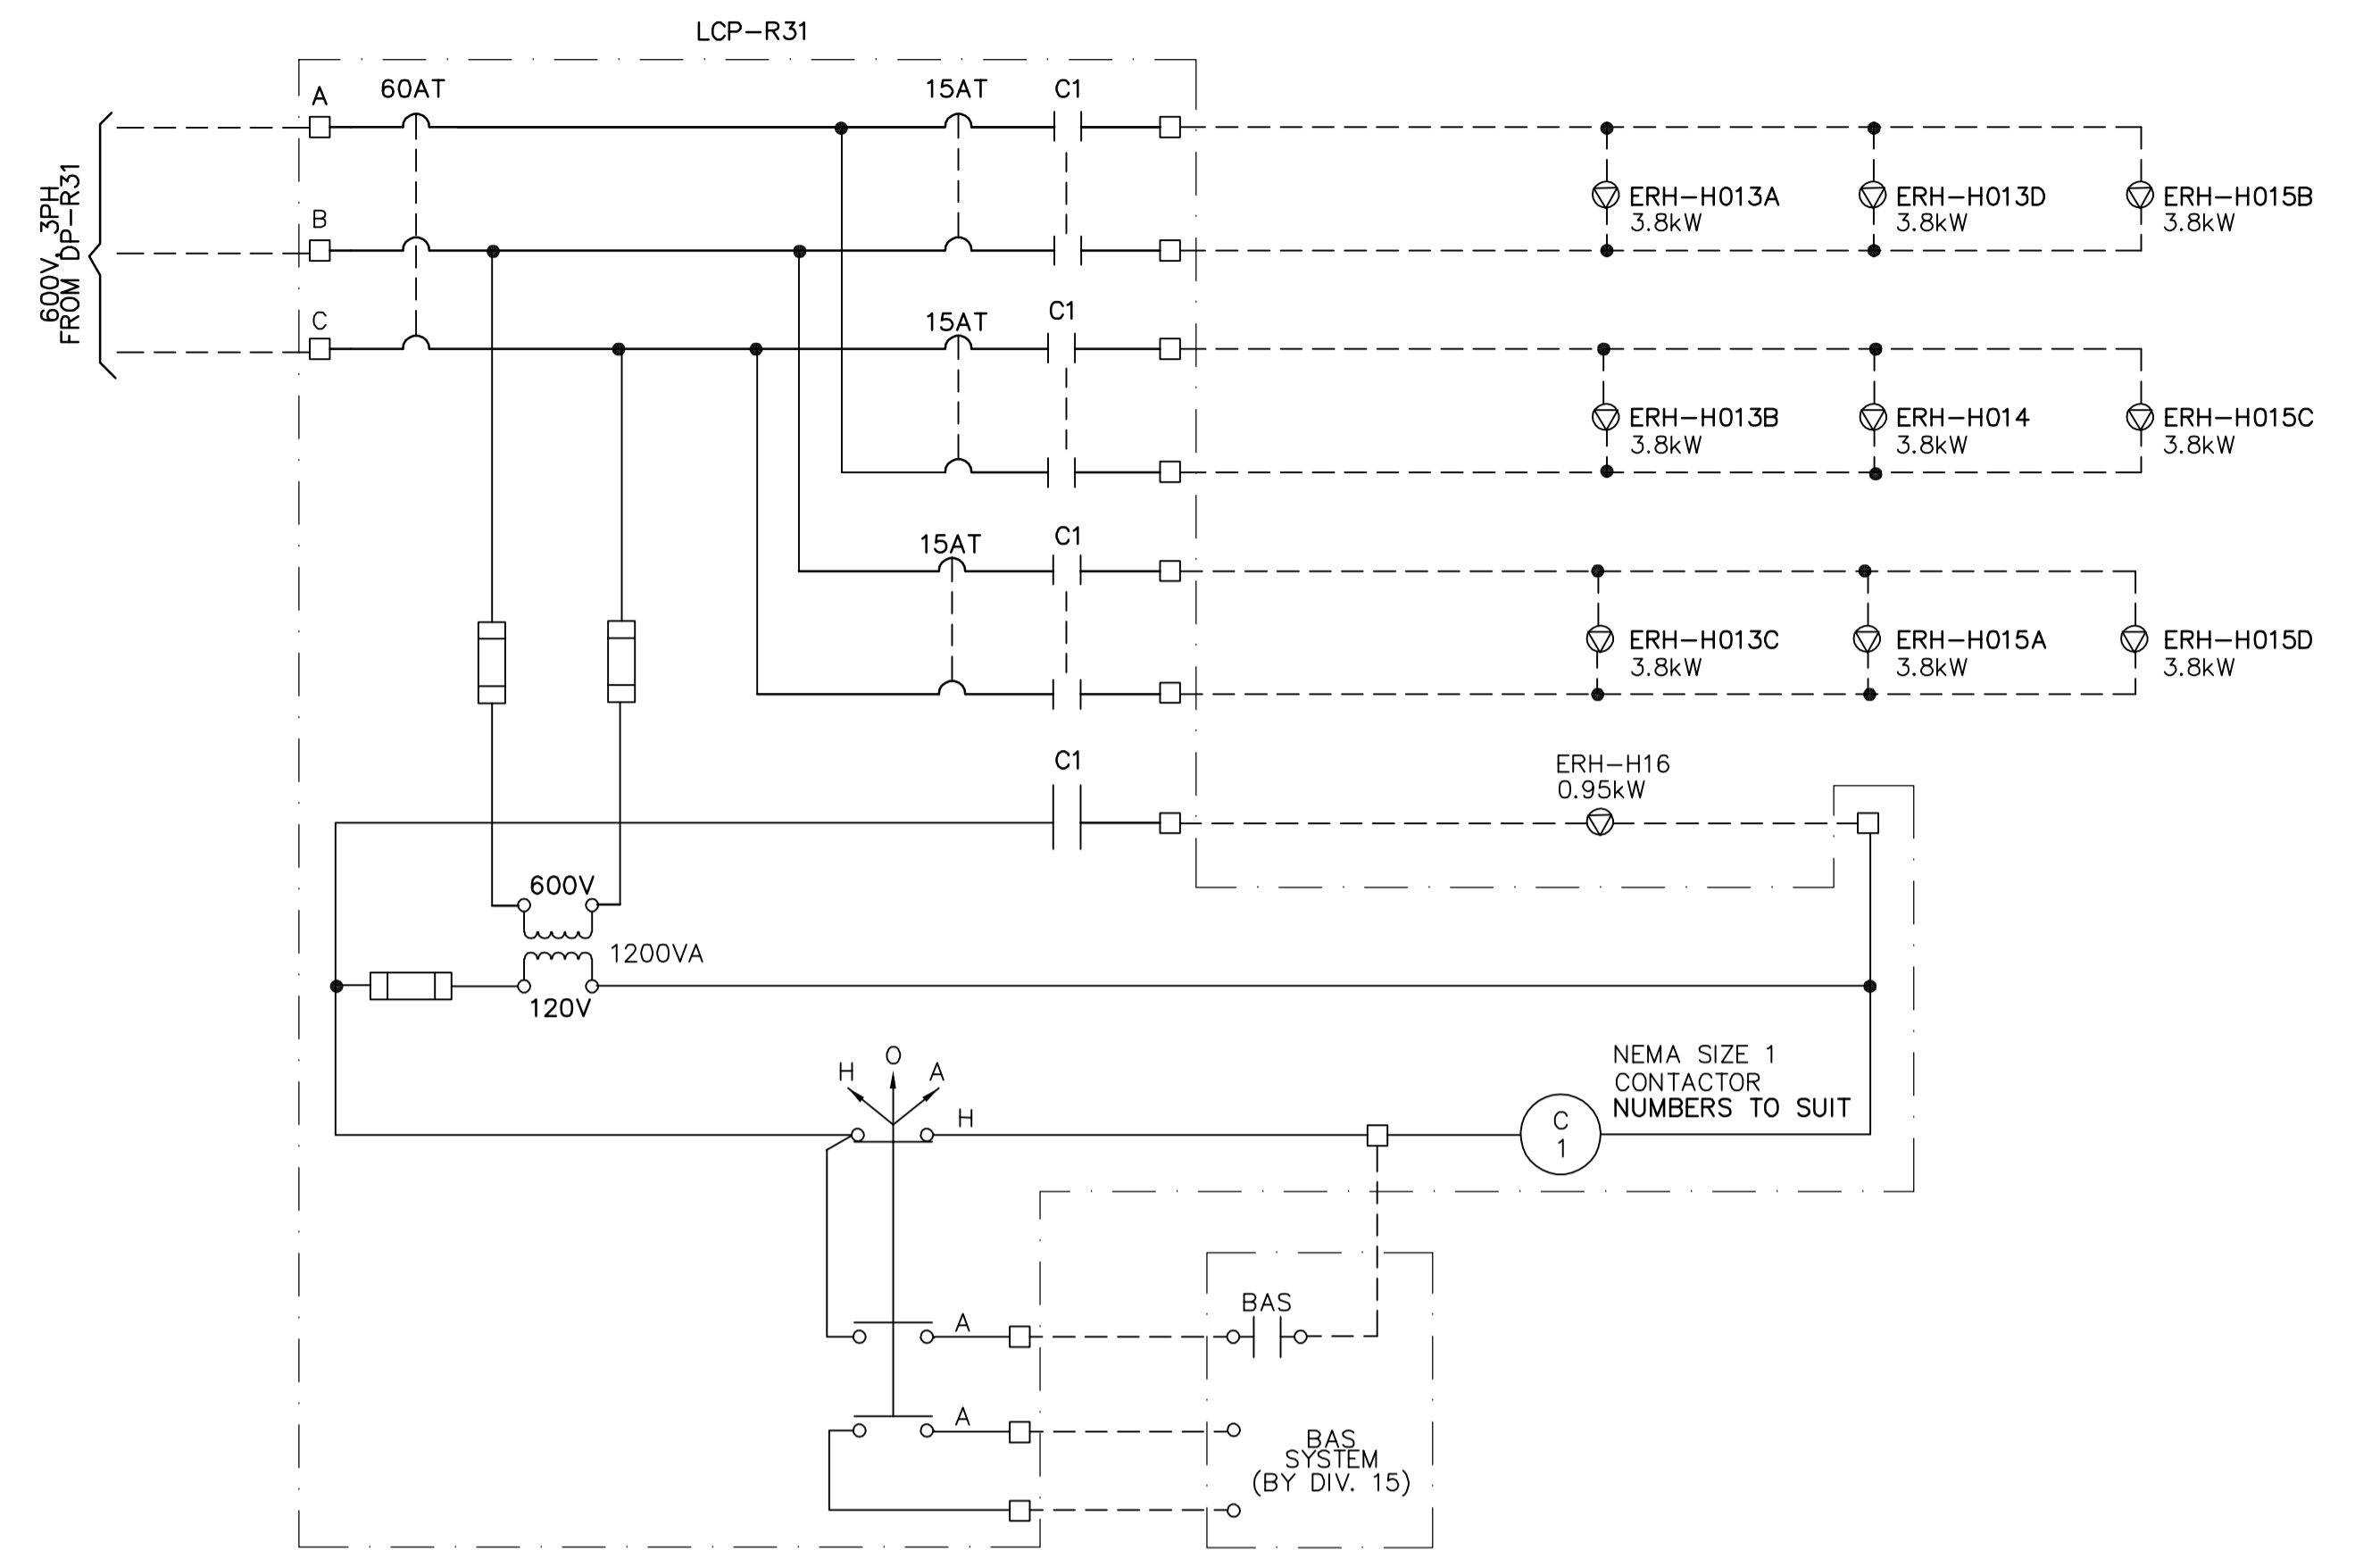 LCP-R31
600V, 3PH
FROM DP-R31
A
60AT
15AT
C1
B
C
ERH-H013A
3.8kW
ERH-H013D
3.8kW
ERH-H015B
3.8kW
15AT
C1
ERH-H013B
3.8kW
ERH-H014
3.8kW
ERH-H015C
3.8kW
15AT
C1
ERH-H013C
3.8kW
ERH-H015A
3.8kW
ERH-H015D
3.8kW
C1
ERH-H16
0.95kW
600V
1200VA
120V
H
O
A
H
NEMA SIZE 1
CONTACTOR
NUMBERS TO SUIT
C
1
A
BAS
A
BAS
SYSTEM
(BY DIV. 15)